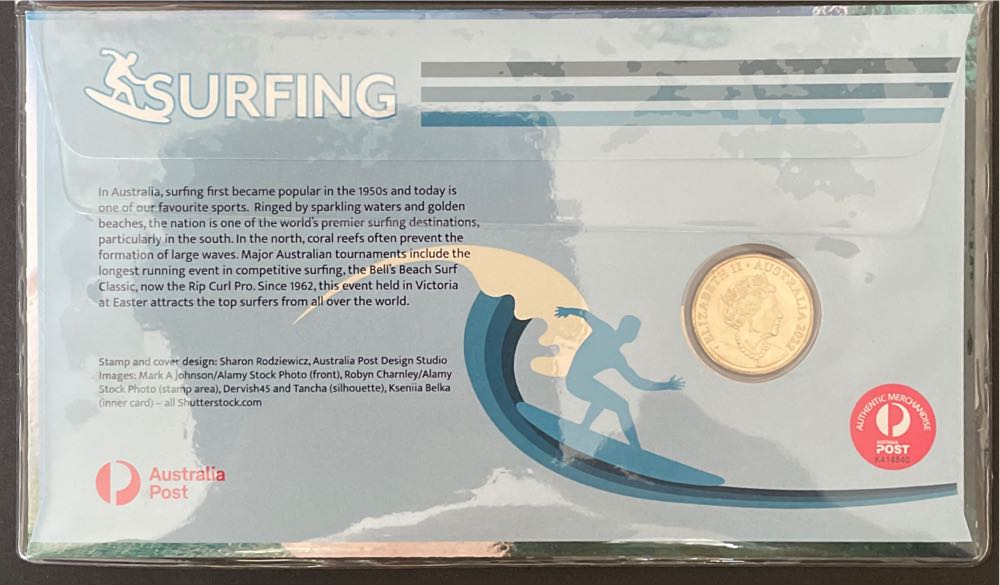 SURFING
In Australia, surfing first became popular in the 1950s and today is
one of our favourite sports. Ringed by sparkling waters and golden
beaches, the nation is one of the world's premier surfing destinations,
particularly in the south. In the north, coral reefs often prevent the
formation of large waves. Major Australian tournaments include the
longest running event in competitive surfing, the Bell's Beach Surf
Classic, now the Rip Curl Pro. Since 1962, this event held in Victoria
at Easter attracts the top surfers from all over the world.
ELIZABETH II • AUSTRALIA 2022
Stamp and cover design: Sharon Rodziewicz, Australia Post Design Studio
Images: Mark A Johnson/Alamy Stock Photo (front), Robyn Charnley/Alamy
Stock Photo (stamp area), Dervish45 and Tancha (silhouette), Kseniia Belka
(inner card) – all Shutterstock.com
AUTHENTIC MERCHANDISE
AUSTRALIA
POST
K414840
Australia
Post